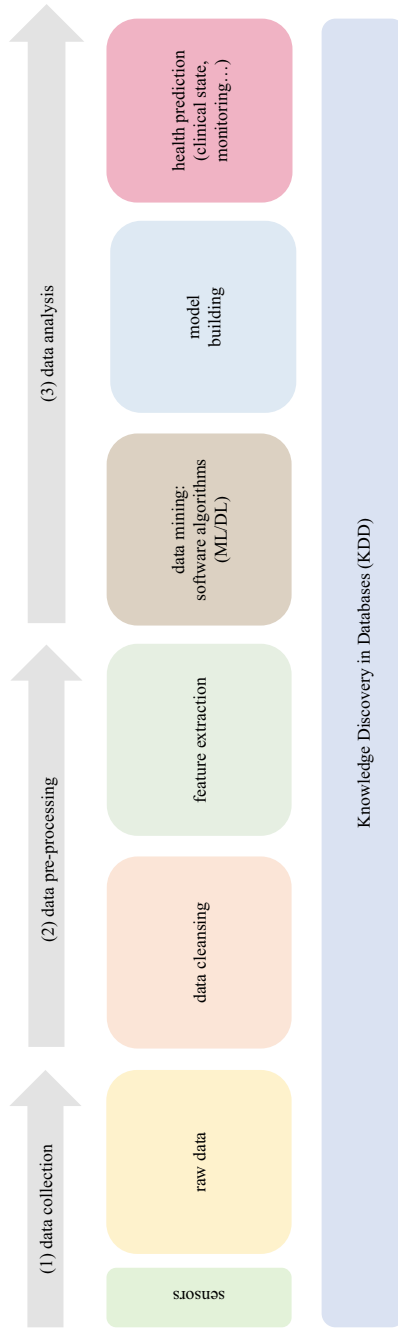 (1) data collection
(2) data pre-processing
(3) data analysis
sensors
raw data
data cleansing
feature extraction
data mining:
software algorithms
(ML/DL)
model
building
health prediction
(clinical state,
monitoring…)
Knowledge Discovery in Databases (KDD)